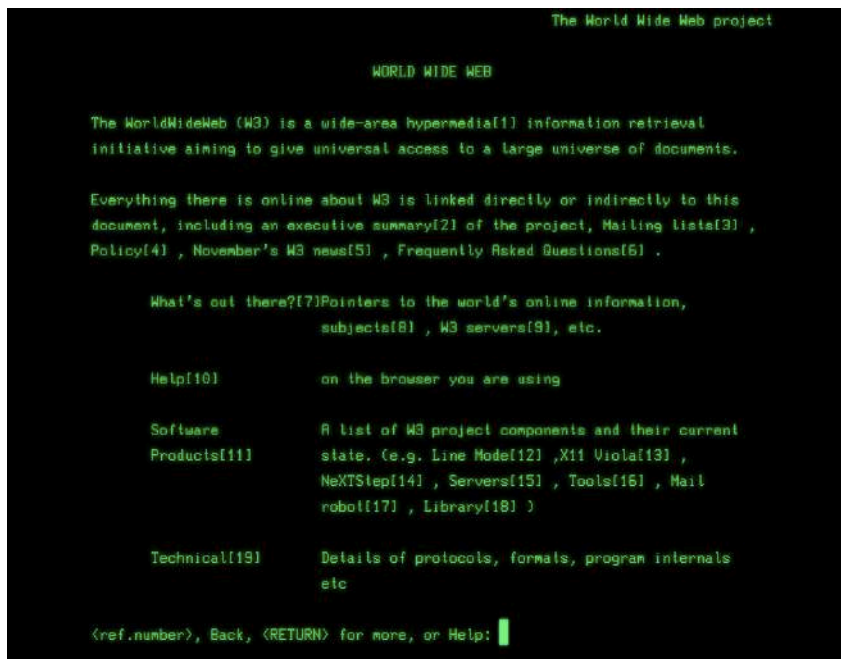 The World Wide Web project
WORLD WIDE WEB
The WorldWideWeb (W3) is a wide-area hypermedia[1] information retrieval
initiative aiming to give universal access to a large universe of documents.
Everything there is online about W3 is linked directly or indirectly to this
document, including an executive summary[2] of the project, Mailing lists[3] ,
Policy[4] , November's W3 news[5] , Frequently Asked Questions[6] .
What's out there?[7]Pointers to the world's online information,
subjects[8] , W3 servers[9], etc.
Help[10] on the browser you are using
Software A list of W3 project components and their current
Products[11] state. (e.g. Line Mode[12] ,X11 Viola[13] ,
NeXTStep[14] , Servers[15] , Tools[16] , Mail
robot[17] , Library[18] )
Technical[19] Details of protocols, formats, program internals
etc
<ref.number>, Back, <RETURN> for more, or Help: